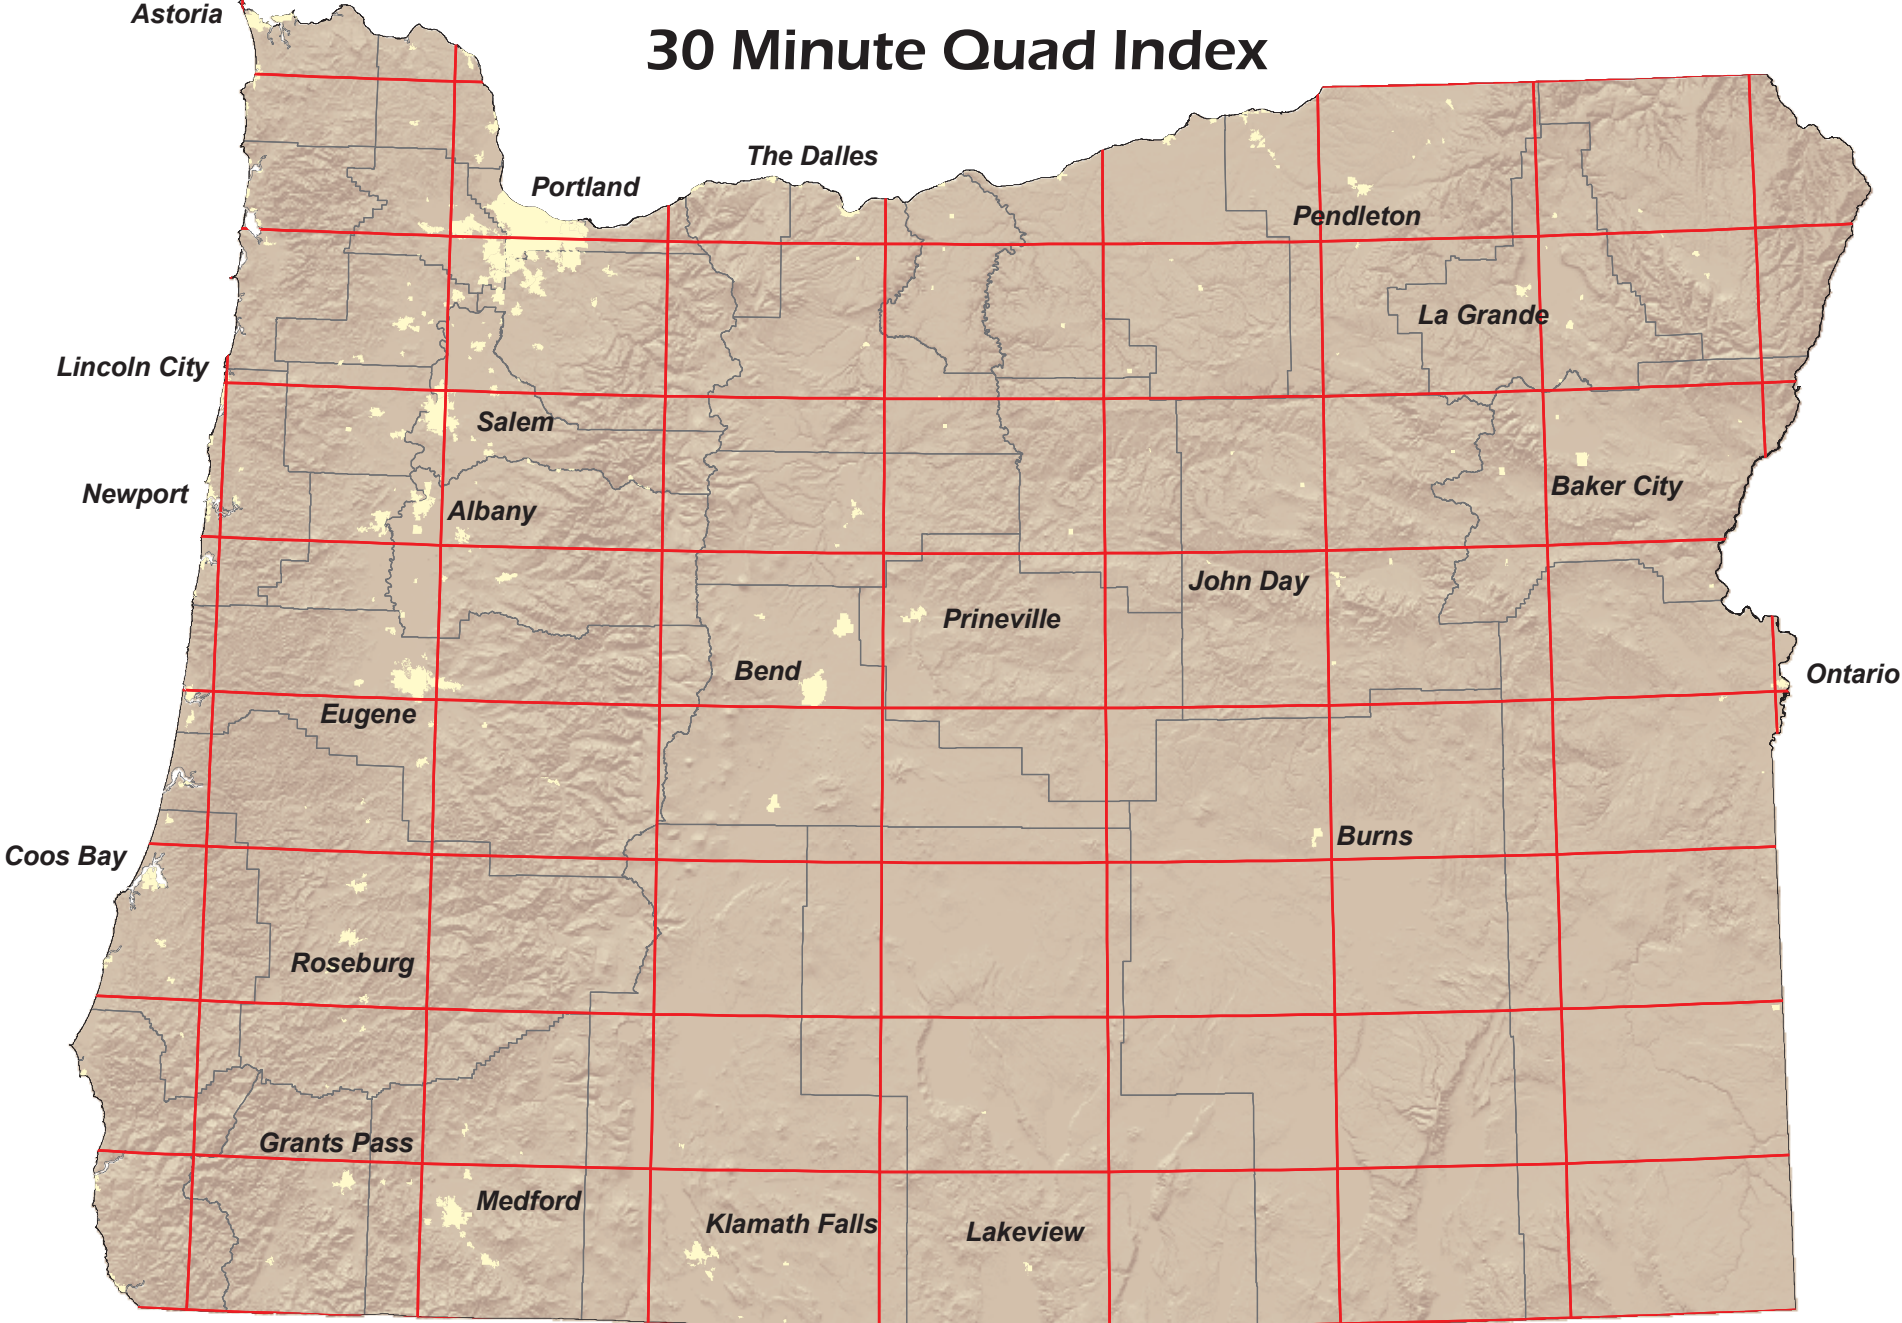 Astoria
30 Minute Quad Index
The Dalles
Portland
Pendleton
La Grande
Lincoln City
Salem
Newport
Albany
Baker City
John Day
Prineville
Bend
Ontario
Eugene
Burns
Coos Bay
Roseburg
Grants Pass
Medford
Klamath Falls
Lakeview